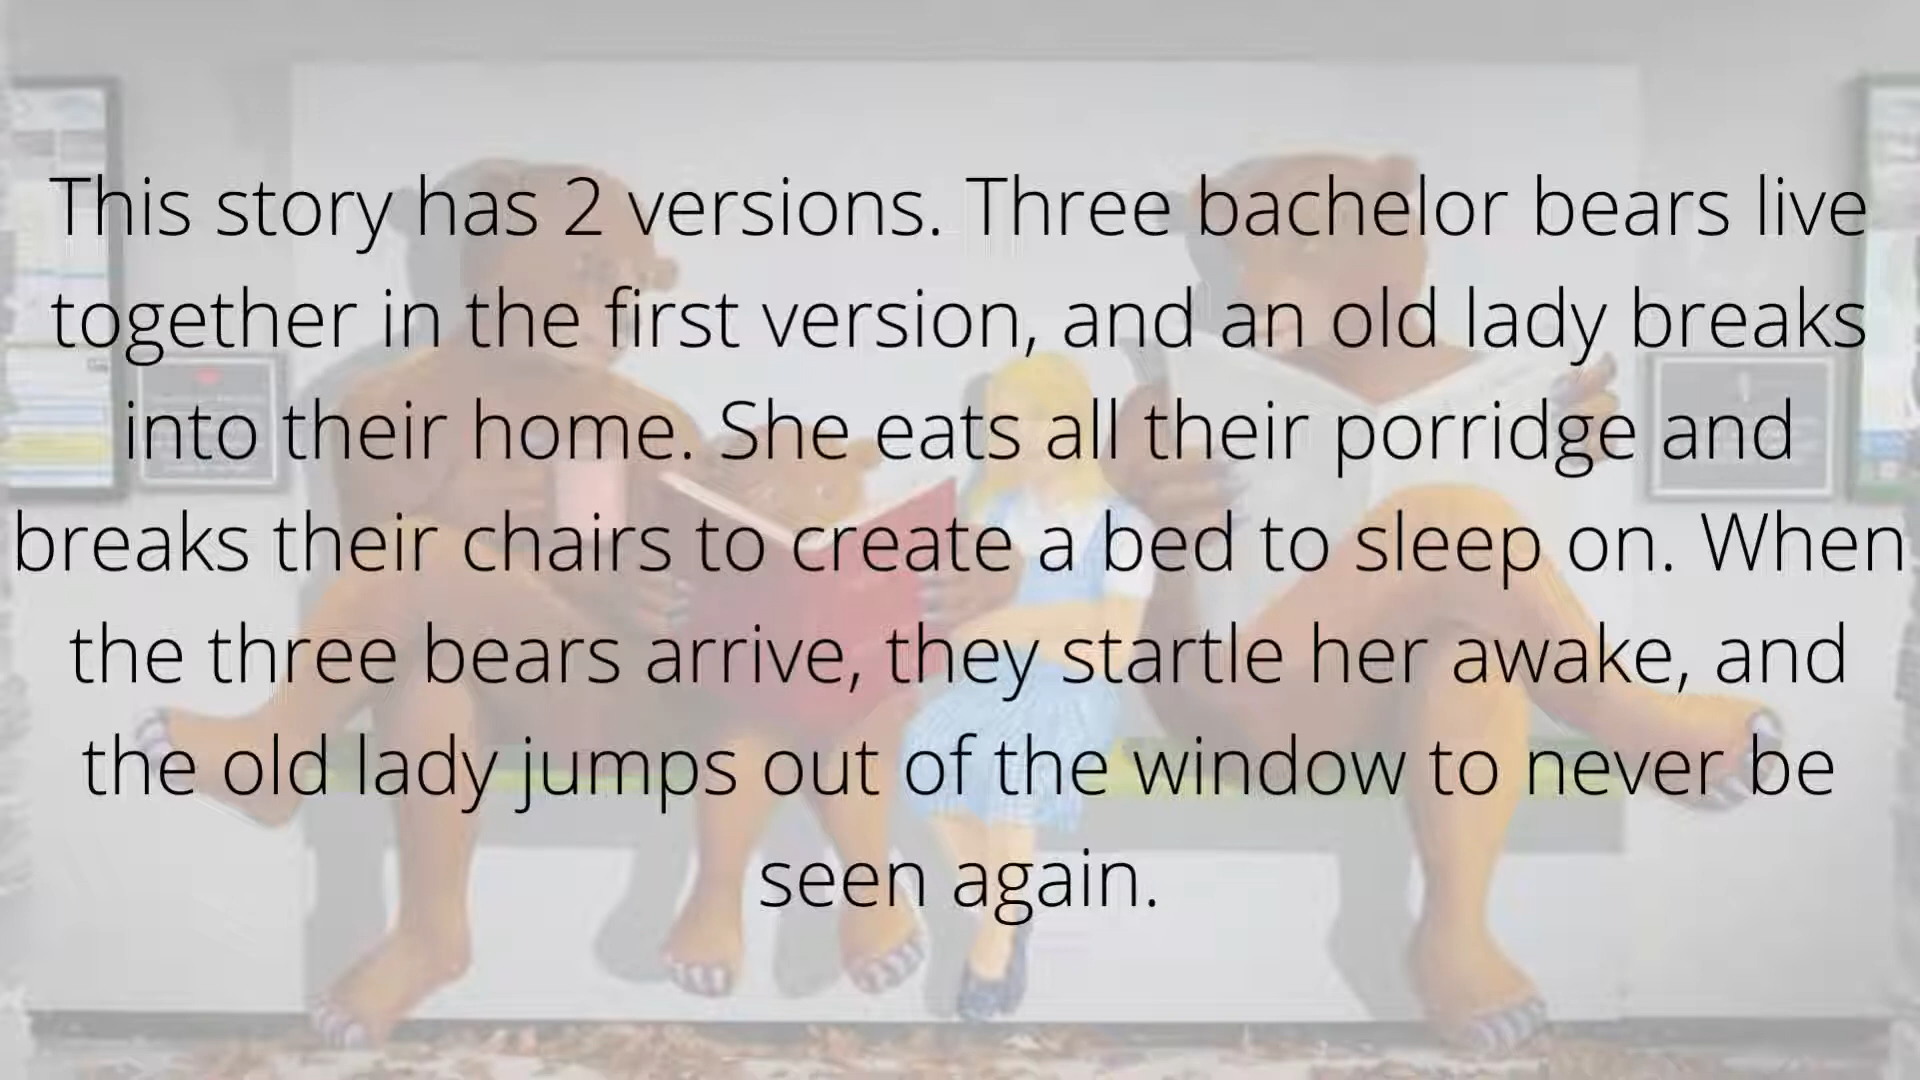 This story has 2 versions. Three bachelor bears live
together in the first version, and an old lady breaks
into their home. She eats all their porridge and
breaks their chairs to create a bed to sleep on. When
the three bears arrive, they startle her awake, and
the old lady jumps out of the window to never be
seen again.